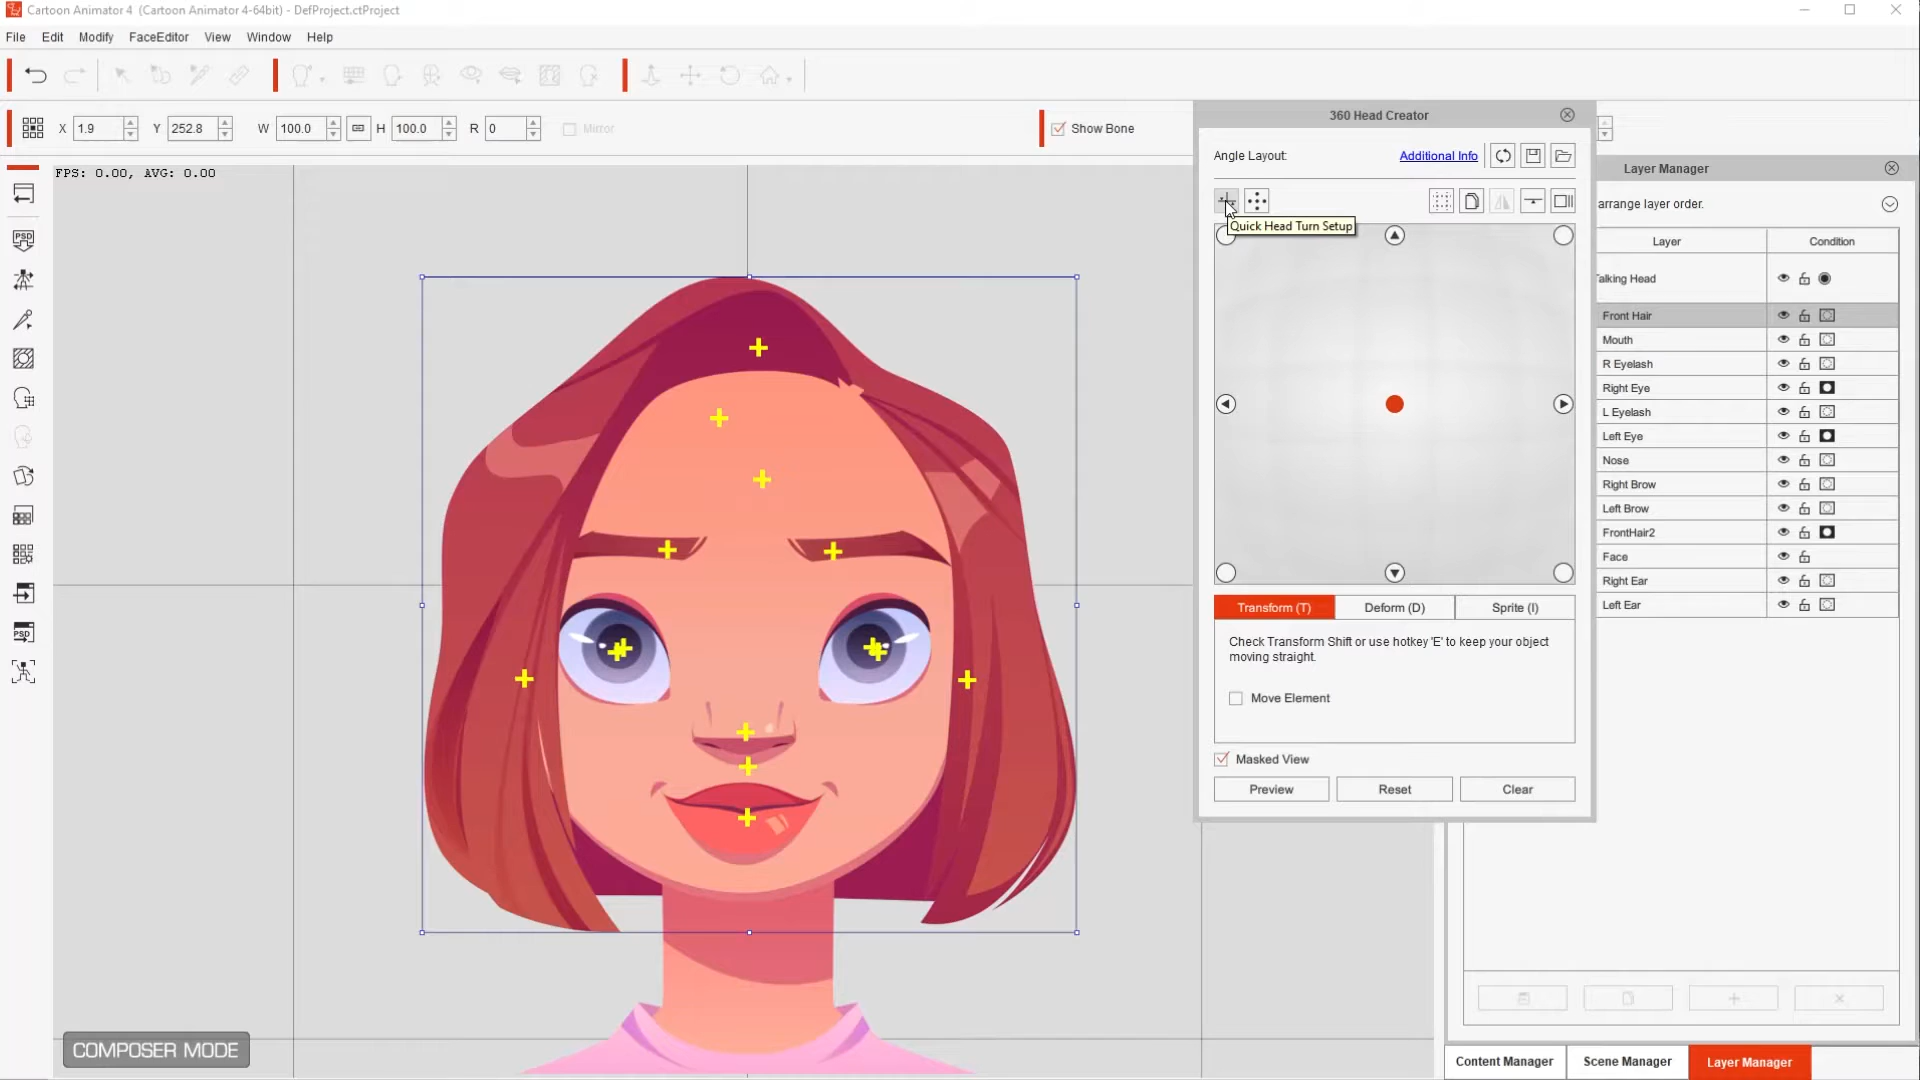 Cartoon Animator 4 (Cartoon Animator 4-64bit) - DefProject.ctProject
File Edit Modify FaceEditor View Window Help
X 1.9 Y 252.8 W 100.0 H 100.0 R 0 Mirror
Show Bone
FPS: 0.00, AVG: 0.00
360 Head Creator
Angle Layout: Additional Info
Quick Head Turn Setup
Transform (T) Deform (D) Sprite (I)
Check Transform Shift or use hotkey 'E' to keep your object
moving straight.
Move Element
Masked View
Preview Reset Clear
Layer Manager
arrange layer order.
Layer Condition
Talking Head
Front Hair
Mouth
R Eyelash
Right Eye
L Eyelash
Left Eye
Nose
Right Brow
Left Brow
FrontHair2
Face
Right Ear
Left Ear
PSD
PSD
COMPOSER MODE
Content Manager Scene Manager Layer Manager